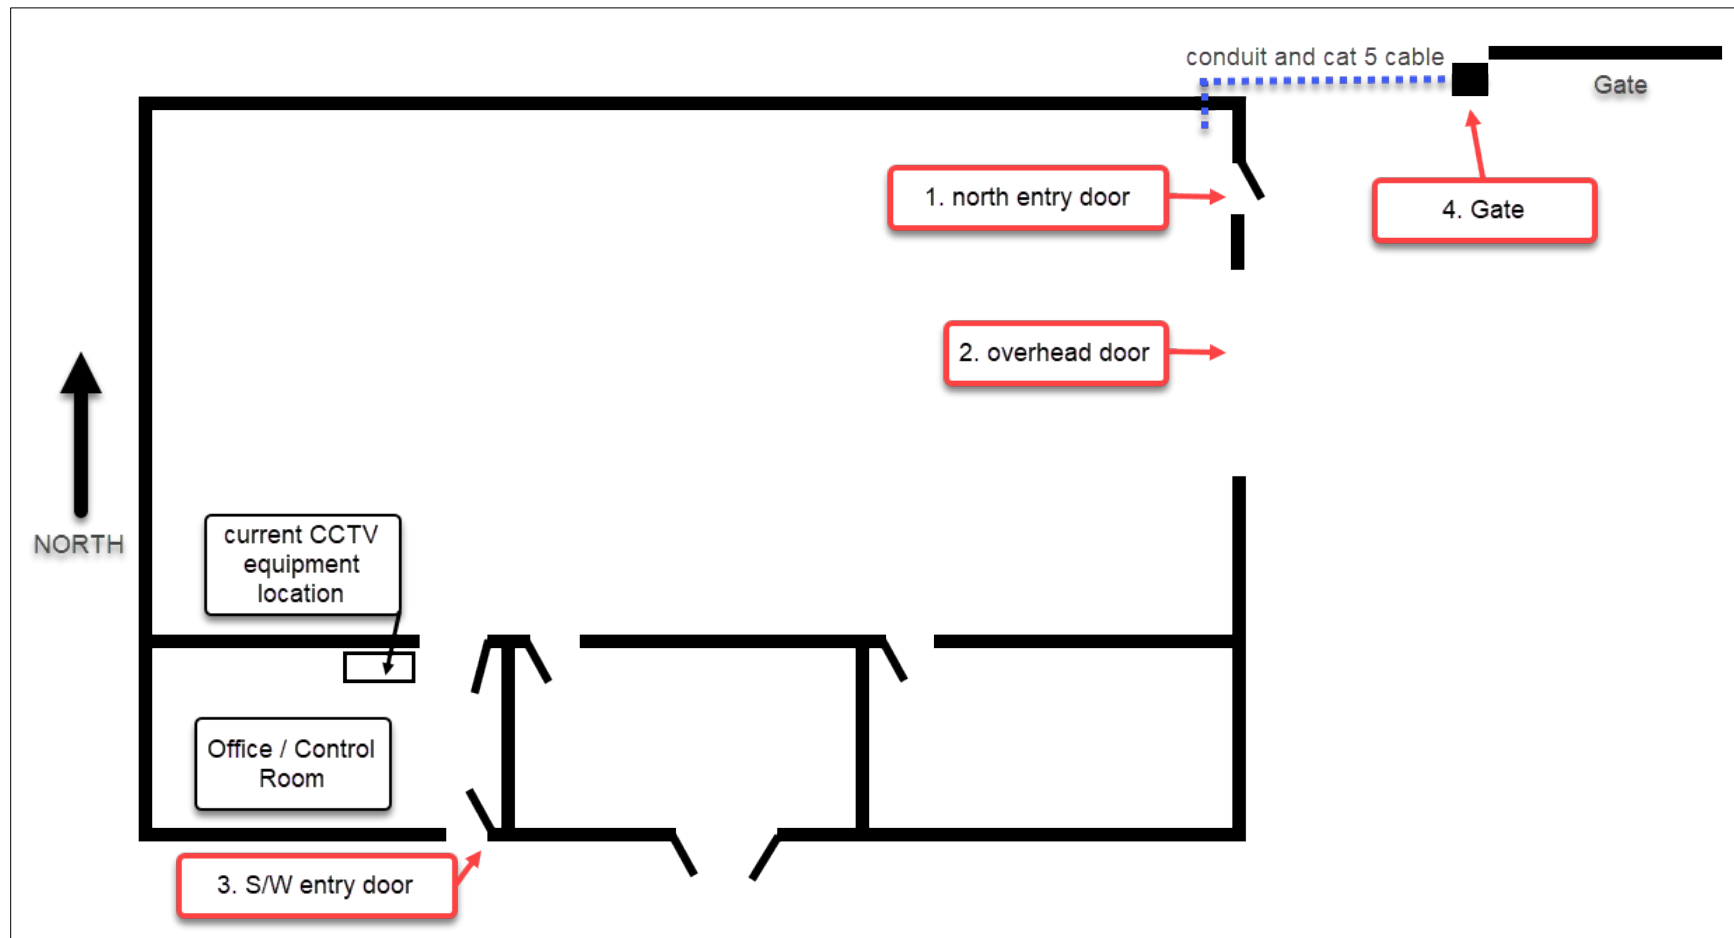 conduit and cat 5 cable
Gate
1. north entry door
4. Gate
2. overhead door
NORTH
current CCTV
equipment
location
Office / Control
Room
3. S/W entry door